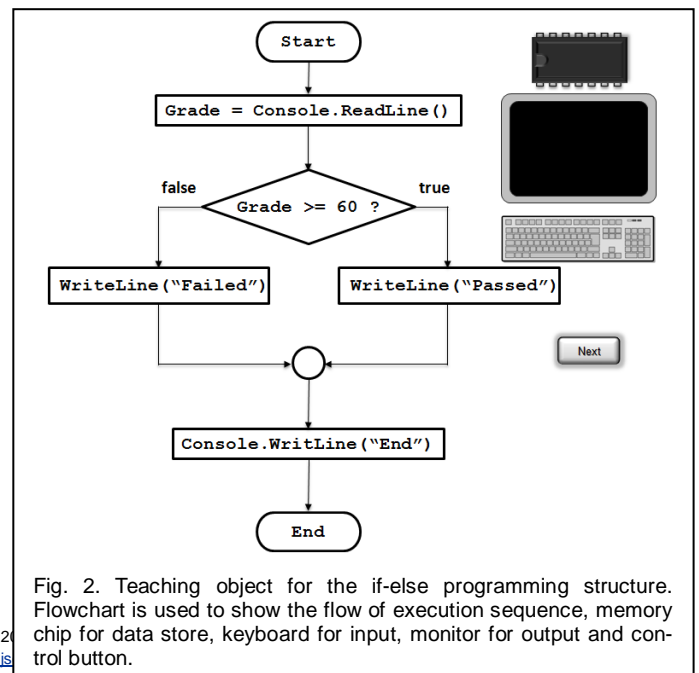 Start
Grade = Console.ReadLine()
false
true
Grade >= 60 ?
WriteLine(“Failed”)
WriteLine(“Passed”)
Next
Console.WritLine(“End”)
End
Fig. 2. Teaching object for the if-else programming structure.
Flowchart is used to show the flow of execution sequence, memory
chip for data store, keyboard for input, monitor for output and con-
trol button.